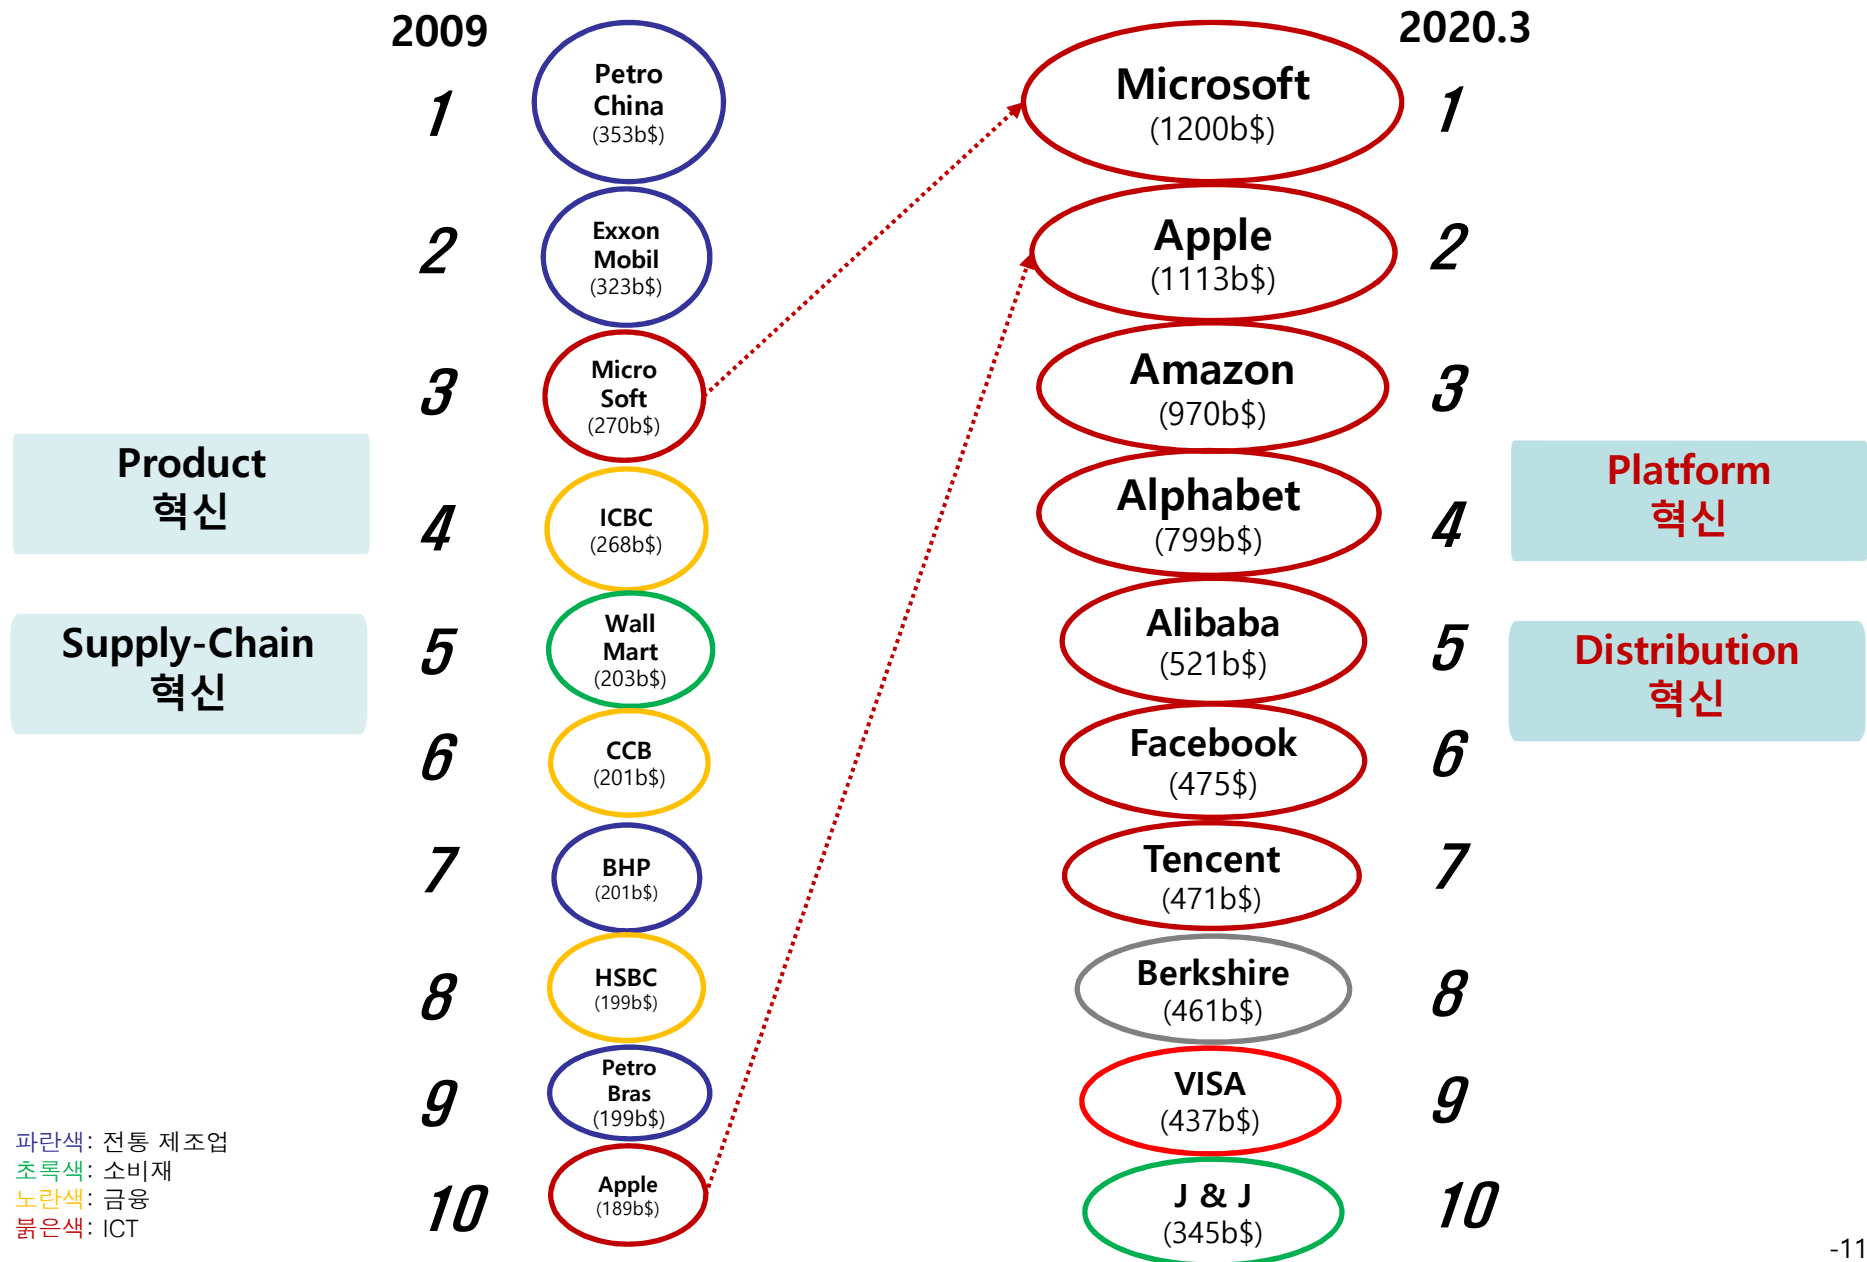 2009
1
Petro
China
(353b$)
2
Exxon
Mobil
(323b$)
3
Micro
Soft
(270b$)
4
ICBC
(268b$)
5
Wall
Mart
(203b$)
6
CCB
(201b$)
7
BHP
(201b$)
8
HSBC
(199b$)
9
Petro
Bras
(199b$)
10
Apple
(189b$)
Product
혁신
Supply-Chain
혁신
파란색: 전통 제조업
초록색: 소비재
노란색: 금융
붉은색: ICT
2020.3
Microsoft
(1200b$)
1
Apple
(1113b$)
2
Amazon
(970b$)
3
Alphabet
(799b$)
4
Alibaba
(521b$)
5
Facebook
(475$)
6
Tencent
(471b$)
7
Berkshire
(461b$)
8
VISA
(437b$)
9
J & J
(345b$)
10
Platform
혁신
Distribution
혁신
-11